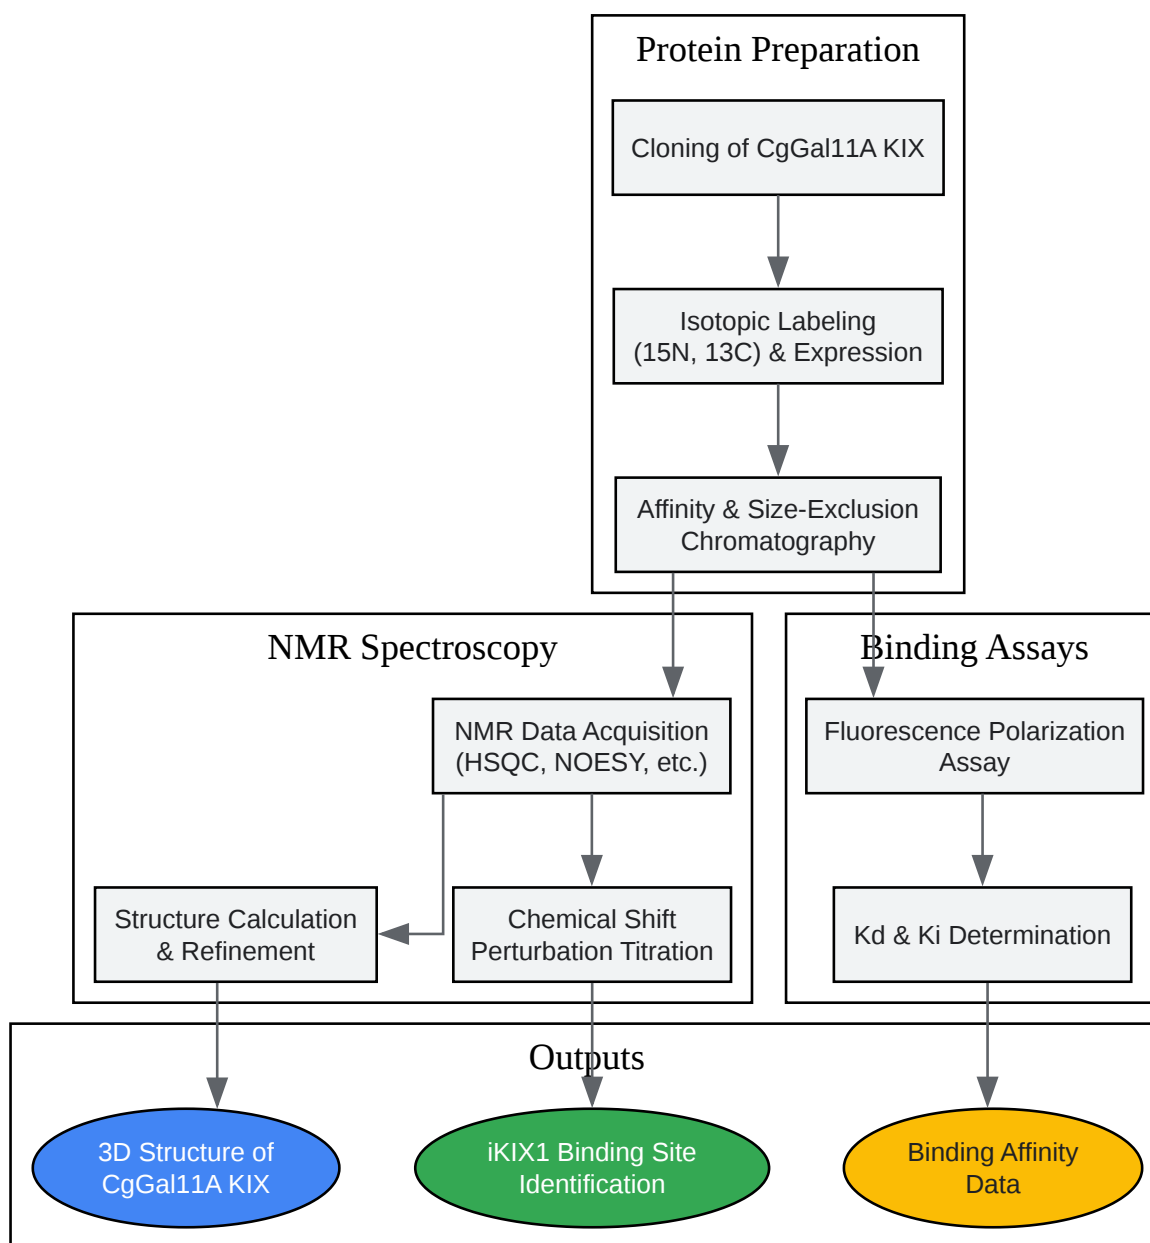 Protein Preparation
Cloning of CgGal11A KIX
Isotopic Labeling
(15N, 13C) & Expression
Affinity & Size-Exclusion
Chromatography
NMR Spectroscopy
NMR Data Acquisition
(HSQC, NOESY, etc.)
Structure Calculation
& Refinement
Chemical Shift
Perturbation Titration
Binding Assays
Fluorescence Polarization
Assay
Kd & Ki Determination
Outputs
3D Structure of
CgGal11A KIX
iKIX1 Binding Site
Identification
Binding Affinity
Data